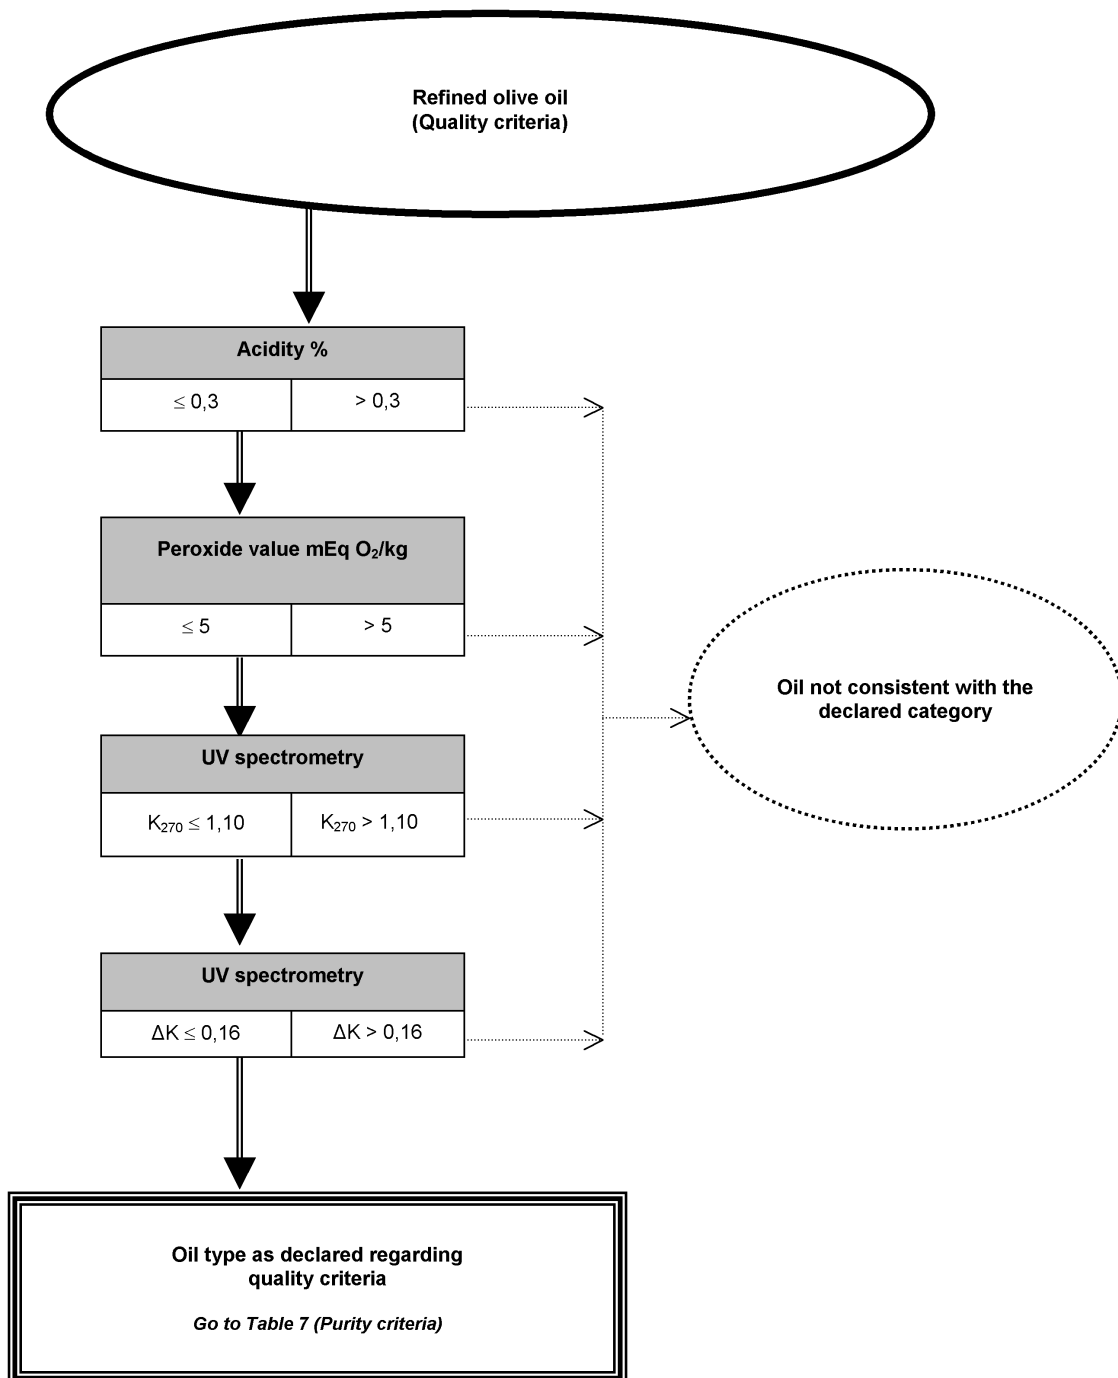 Refined olive oil
(Quality criteria)
Acidity %
≤ 0,3
> 0,3
Peroxide value mEq O₂/kg
≤ 5
> 5
UV spectrometry
K₂₇₀ ≤ 1,10
K₂₇₀ > 1,10
UV spectrometry
ΔK ≤ 0,16
ΔK > 0,16
Oil not consistent with the
declared category
Oil type as declared regarding
quality criteria
Go to Table 7 (Purity criteria)